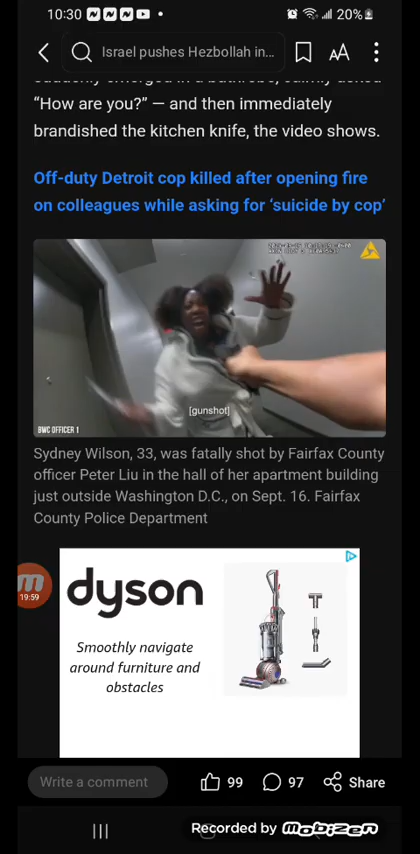 10:30
20%
Israel pushes Hezbollah in...
AA
“How are you?” — and then immediately
brandished the kitchen knife, the video shows.
Off-duty Detroit cop killed after opening fire
on colleagues while asking for ‘suicide by cop’
[gunshot]
BWC OFFICER 1
Sydney Wilson, 33, was fatally shot by Fairfax County
officer Peter Liu in the hall of her apartment building
just outside Washington D.C., on Sept. 16. Fairfax
County Police Department
19:59
dyson
Smoothly navigate
around furniture and
obstacles
Write a comment
99
97
Share
Recorded by mobizen